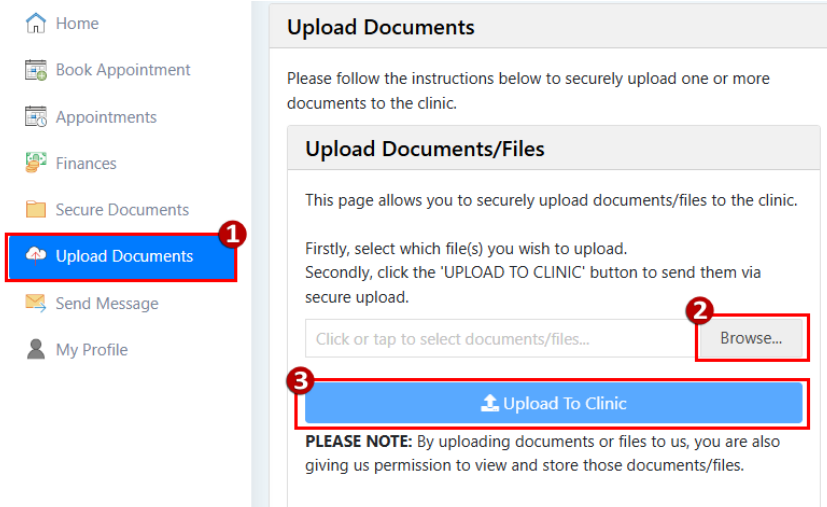 Home
Book Appointment
Appointments
Finances
Secure Documents
1
Upload Documents
Send Message
My Profile
Upload Documents
Please follow the instructions below to securely upload one or more
documents to the clinic.
Upload Documents/Files
This page allows you to securely upload documents/files to the clinic.
Firstly, select which file(s) you wish to upload.
Secondly, click the 'UPLOAD TO CLINIC' button to send them via
secure upload.
2
Click or tap to select documents/files... Browse...
3
Upload To Clinic
PLEASE NOTE: By uploading documents or files to us, you are also
giving us permission to view and store those documents/files.